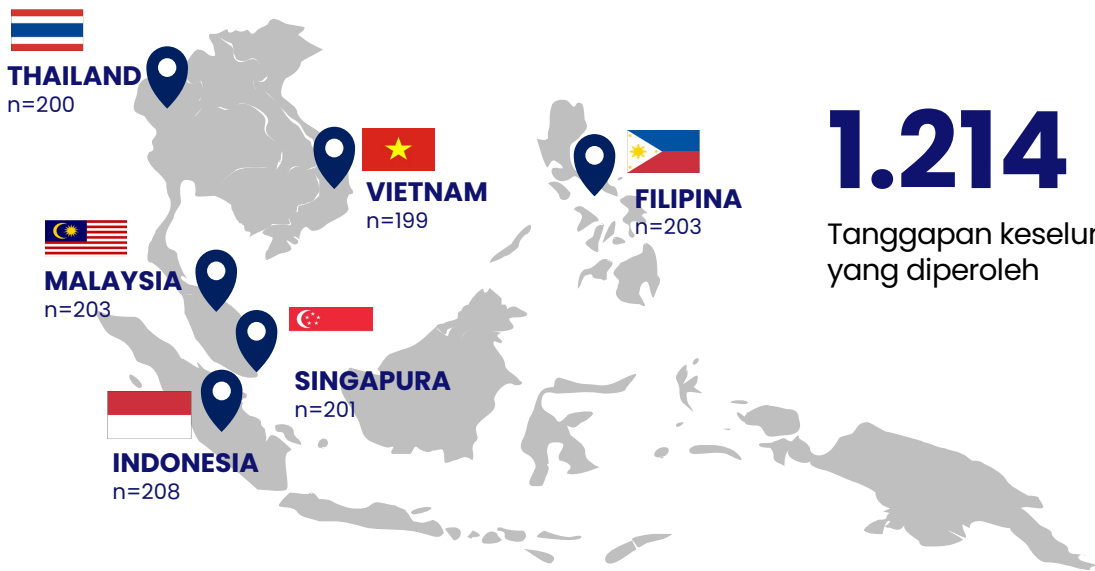 THAILAND
n=200
VIETNAM
n=199
FILIPINA
n=203
1.214
Tanggapan keselur
yang diperoleh
MALAYSIA
n=203
SINGAPURA
n=201
INDONESIA
n=208